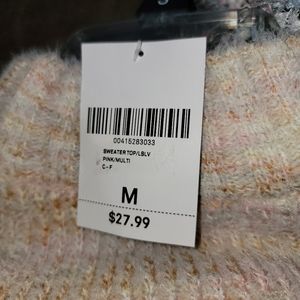 00415283033
SWEATER TOP/LSLV
PINK/MULTI
C-F
M
$27.99